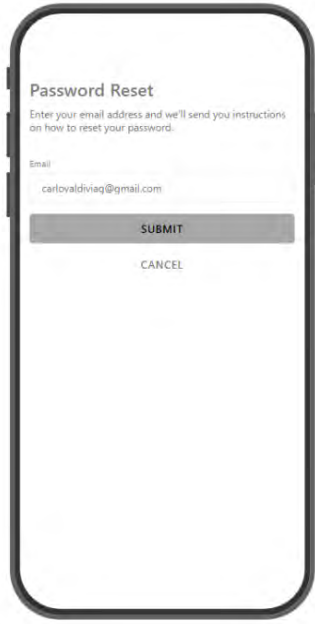 Password Reset
Enter your email address and we'll send you instructions
on how to reset your password.
Email
carlovaldiviag@gmail.com
SUBMIT
CANCEL